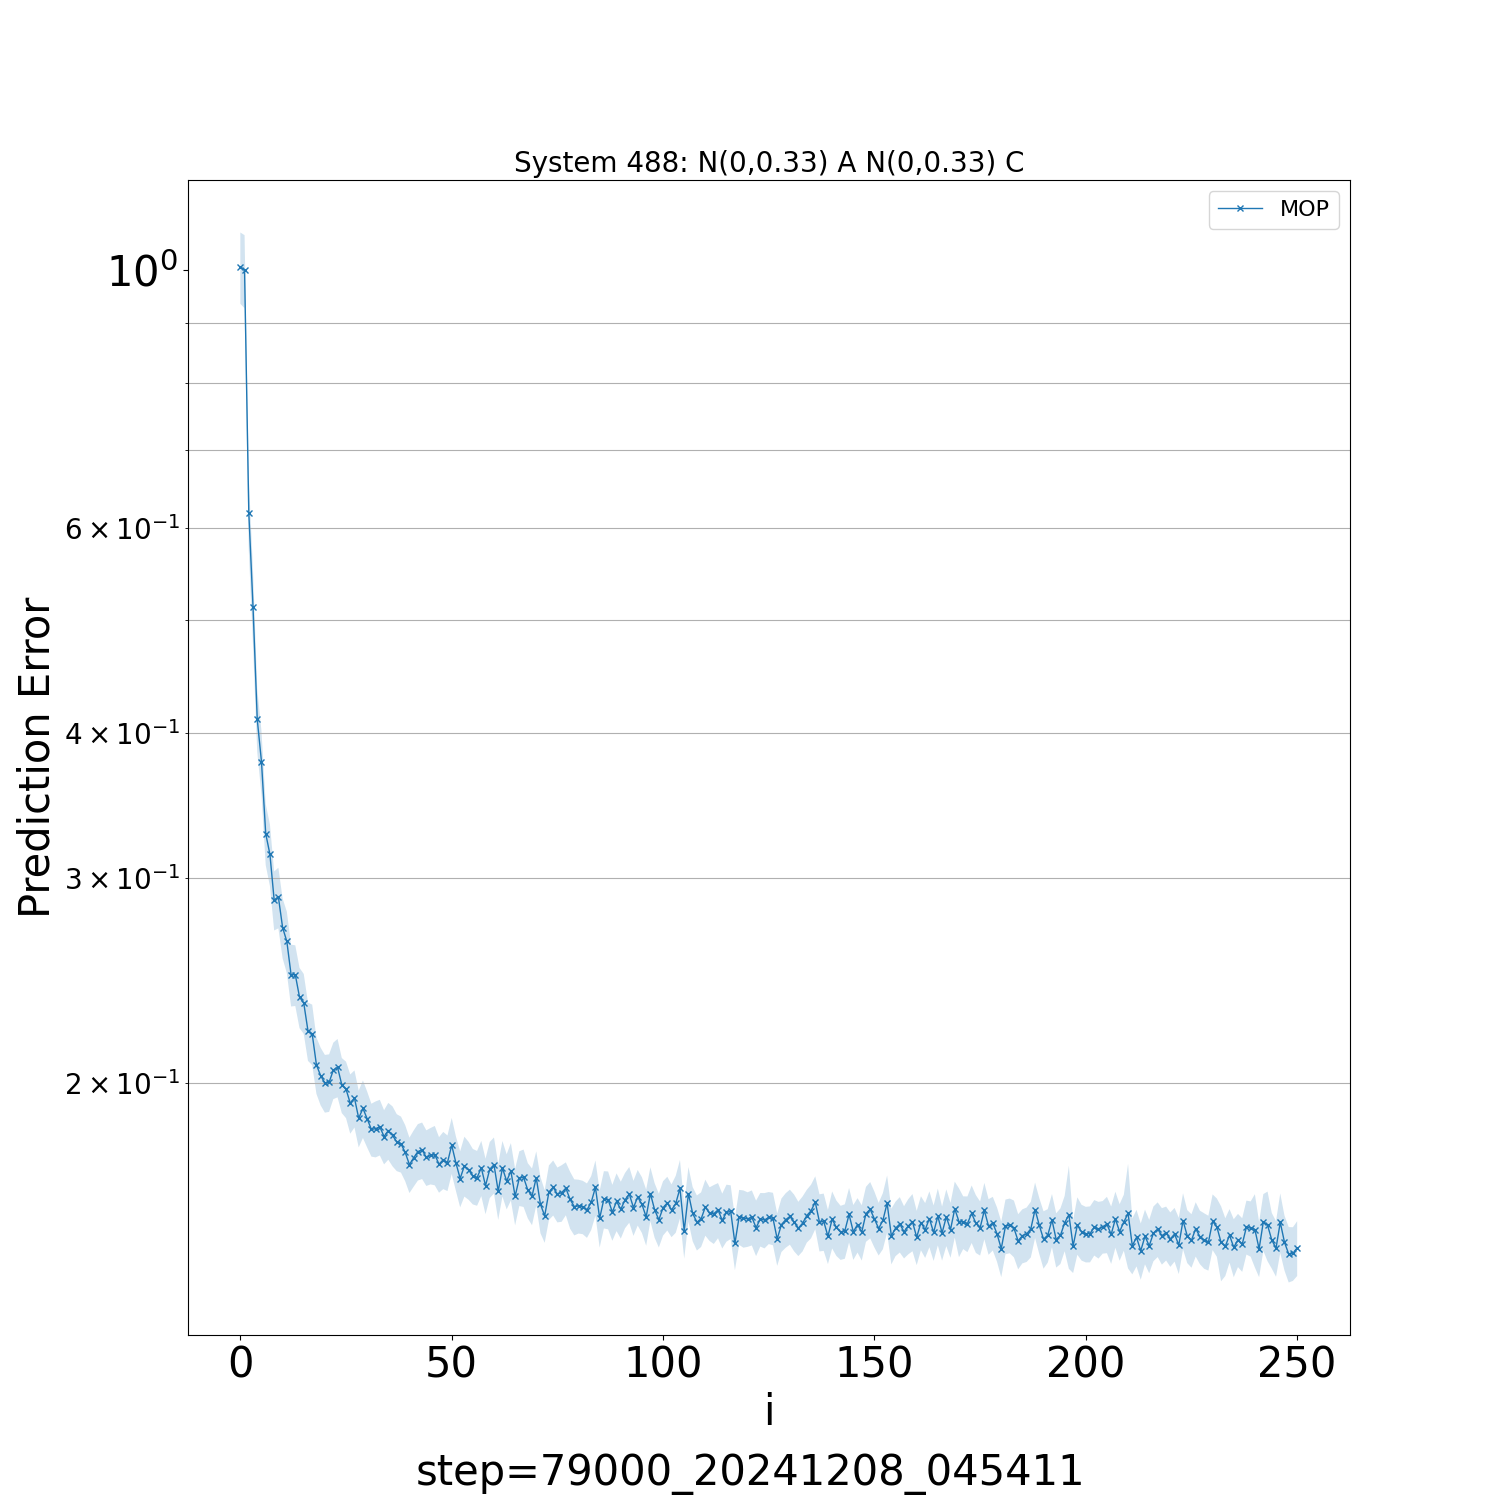 System 488: N(0,0.33) A N(0,0.33) C
MOP
10⁰
6 × 10⁻¹
4 × 10⁻¹
3 × 10⁻¹
2 × 10⁻¹
Prediction Error
0 50 100 150 200 250
i
step=79000_20241208_045411